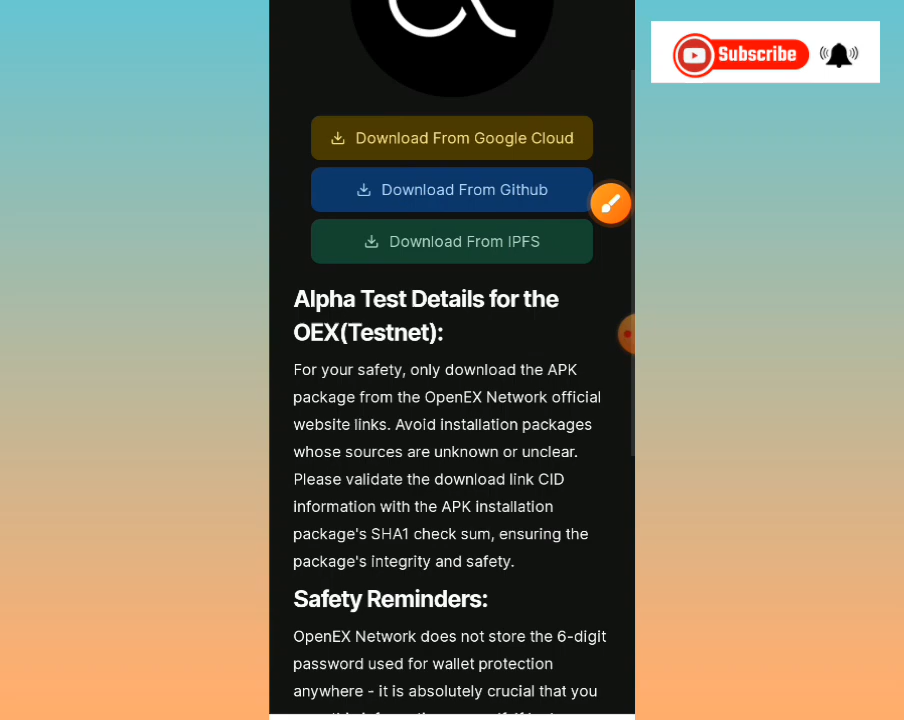 Subscribe
Download From Google Cloud
Download From Github
Download From IPFS
Alpha Test Details for the
OEX(Testnet):
For your safety, only download the APK
package from the OpenEX Network official
website links. Avoid installation packages
whose sources are unknown or unclear.
Please validate the download link CID
information with the APK installation
package's SHA1 check sum, ensuring the
package's integrity and safety.
Safety Reminders:
OpenEX Network does not store the 6-digit
password used for wallet protection
anywhere - it is absolutely crucial that you